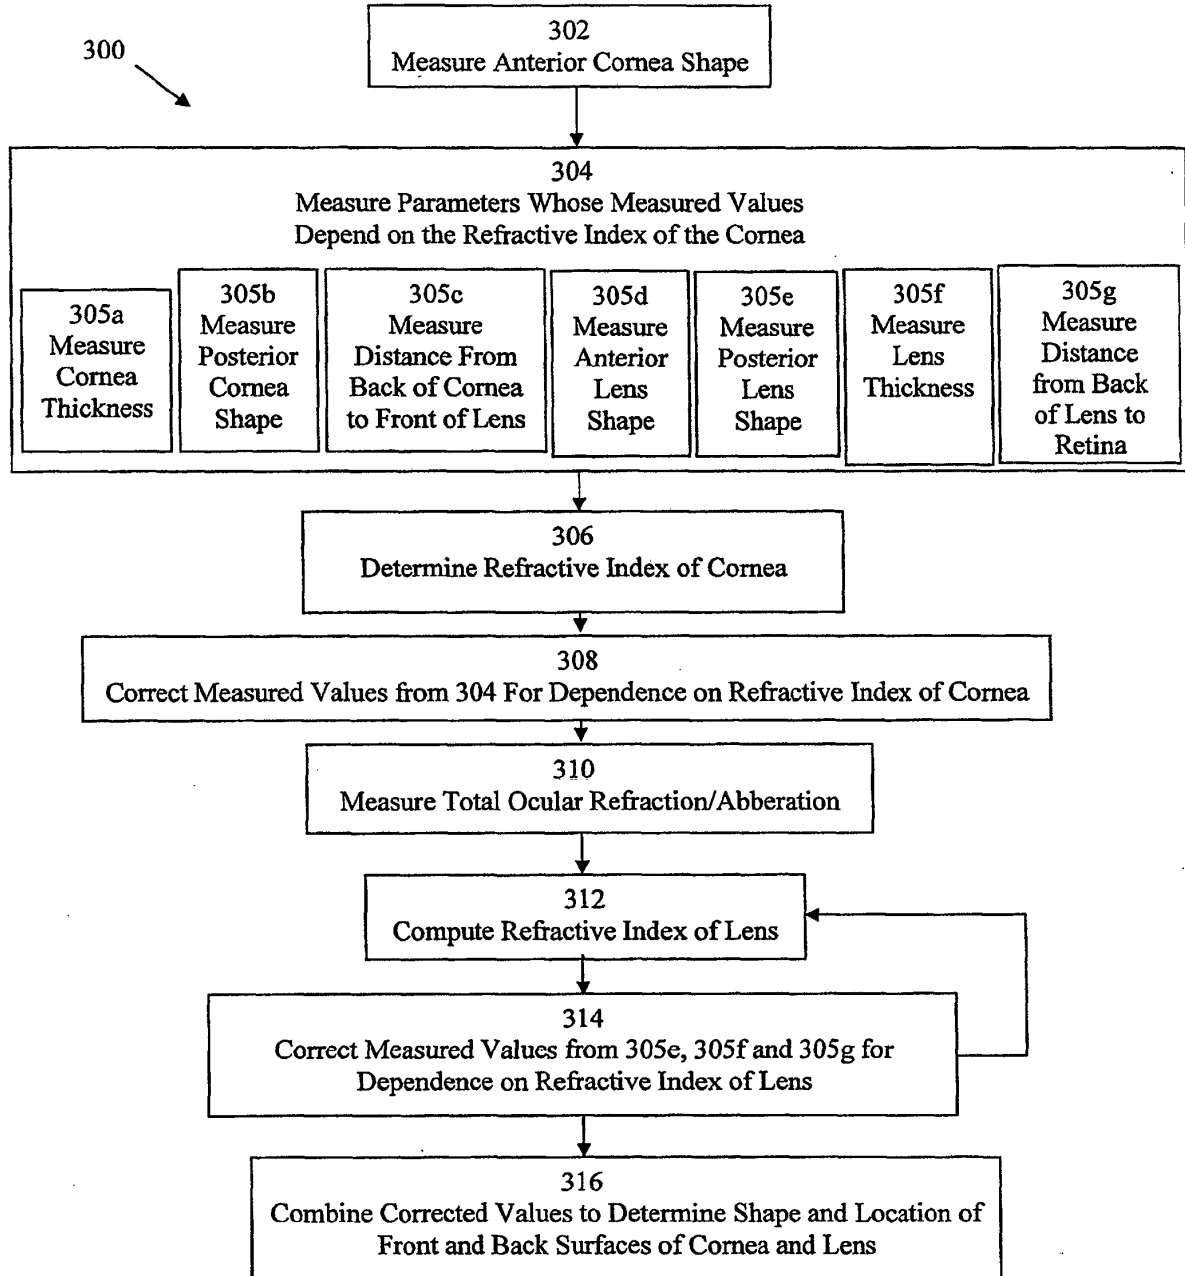 300
302
Measure Anterior Cornea Shape
304
Measure Parameters Whose Measured Values
Depend on the Refractive Index of the Cornea
305a
Measure
Cornea
Thickness
305b
Measure
Posterior
Cornea
Shape
305c
Measure
Distance From
Back of Cornea
to Front of Lens
305d
Measure
Anterior
Lens
Shape
305e
Measure
Posterior
Lens
Shape
305f
Measure
Lens
Thickness
305g
Measure
Distance
from Back
of Lens to
Retina
306
Determine Refractive Index of Cornea
308
Correct Measured Values from 304 For Dependence on Refractive Index of Cornea
310
Measure Total Ocular Refraction/Abberation
312
Compute Refractive Index of Lens
314
Correct Measured Values from 305e, 305f and 305g for
Dependence on Refractive Index of Lens
316
Combine Corrected Values to Determine Shape and Location of
Front and Back Surfaces of Cornea and Lens